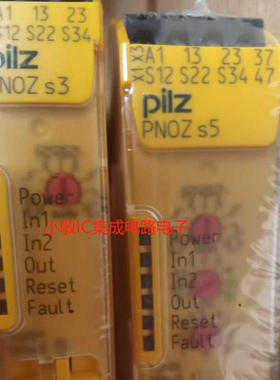 A1 13 23
S12 S22 S34
pilz
PNOZ s3
Power
In1
In2
Out
Reset
Fault
X1 X3
A1 13 23 37
S12 S22 S34 47
pilz
PNOZ s5
Power
In1
In2
Out
Reset
Fault
小敏IC集成电路电子